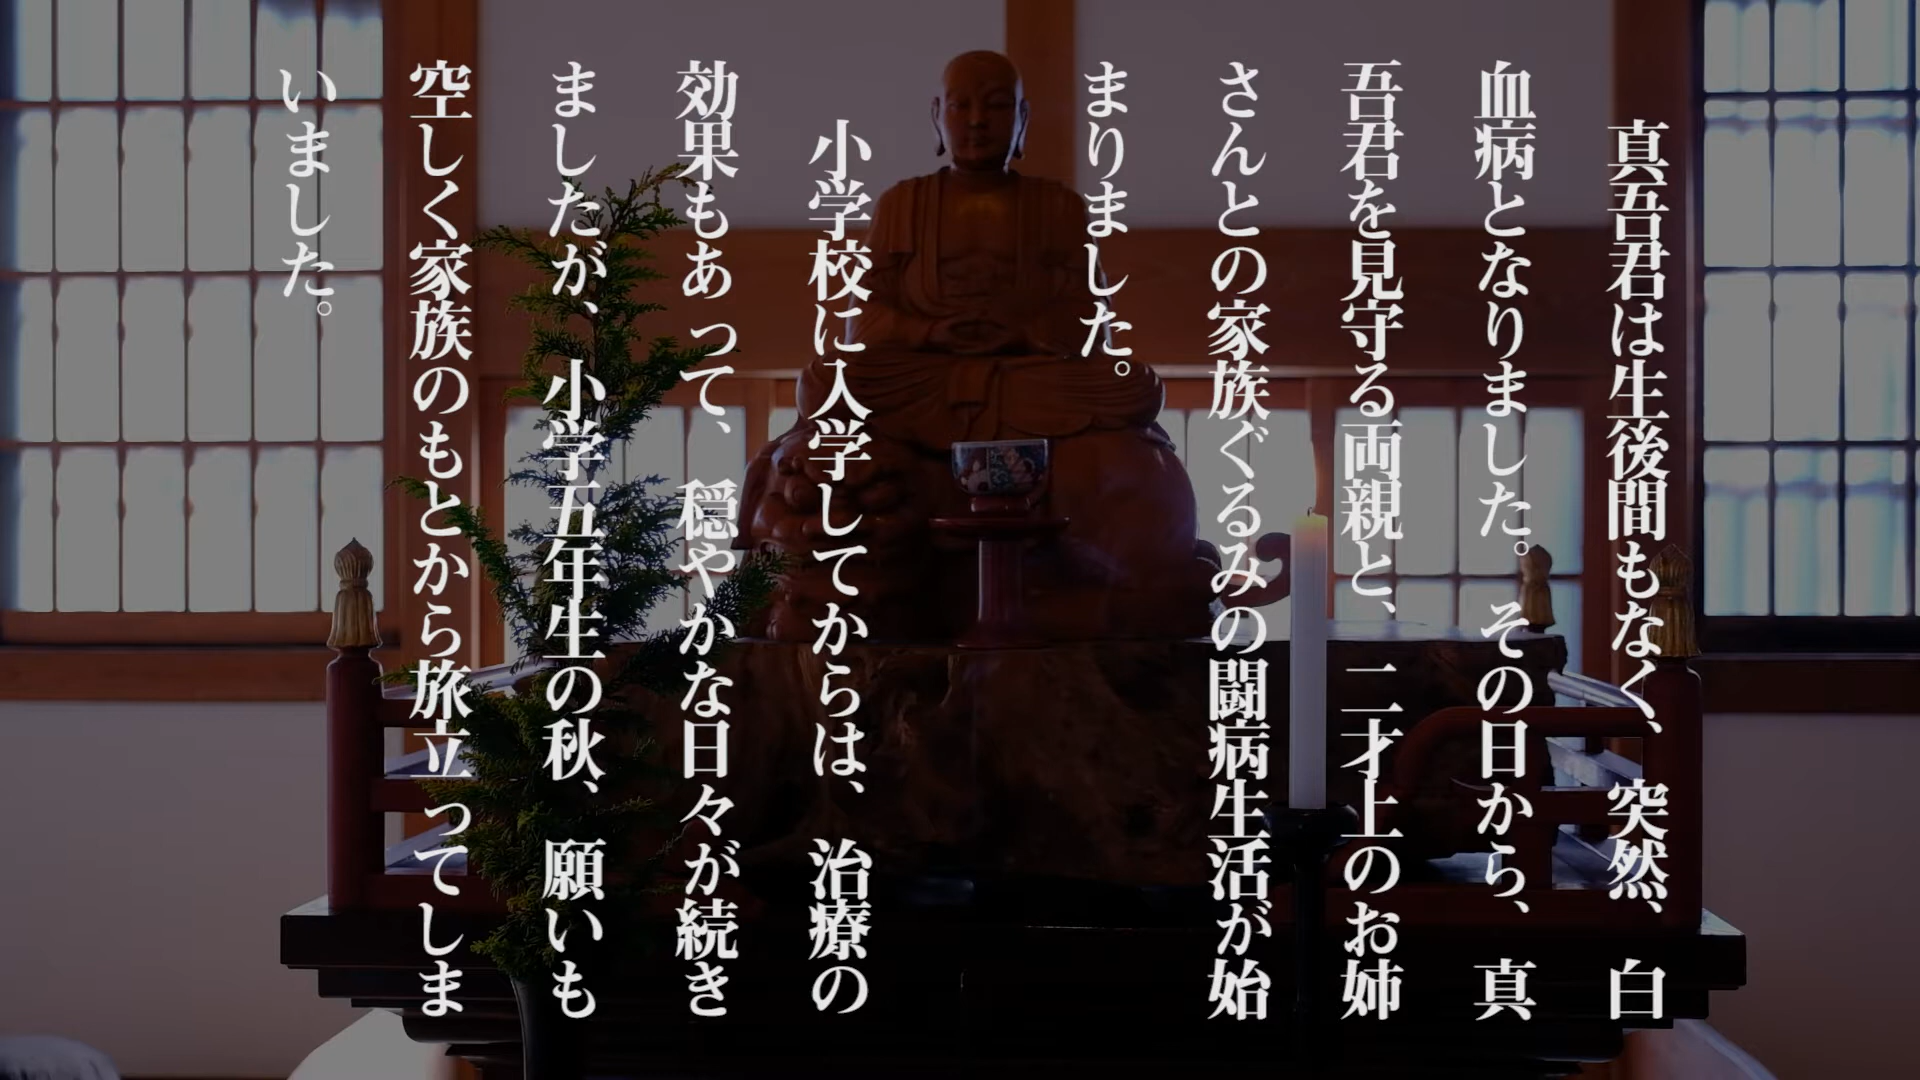 真吾君は生後間もなく、突然、白
血病となりました。その日から、真
吾君を見守る両親と、二才上のお姉
さんとの家族ぐるみの闘病生活が始
まりました。
小学校に入学してからは、治療の
効果もあって、穏やかな日々が続き
ましたが、小学五年生の秋、願いも
空しく家族のもとから旅立ってしま
いました。